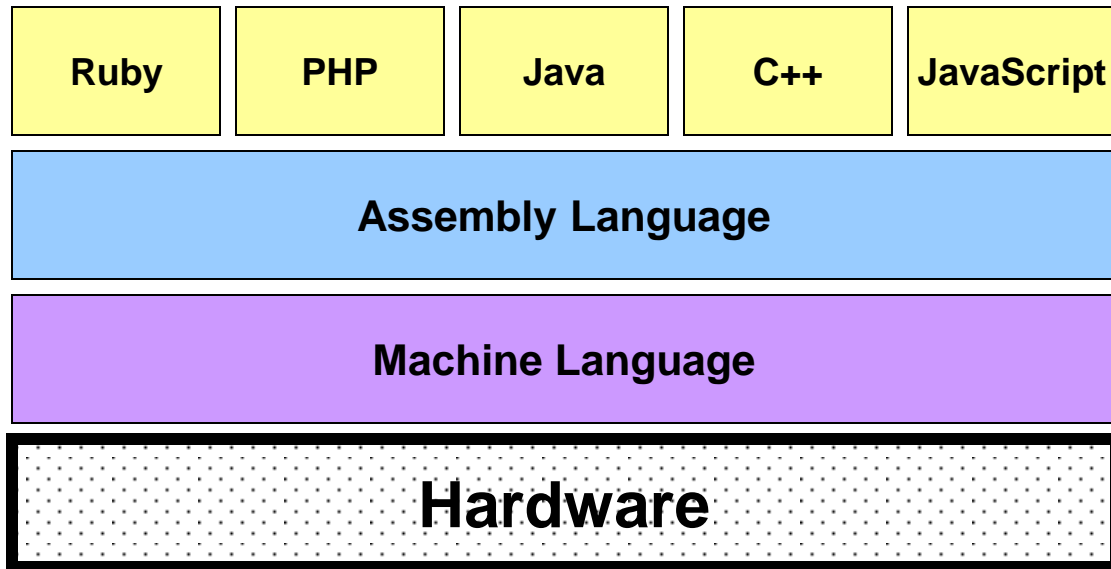 Ruby PHP Java C++ JavaScript
Assembly Language
Machine Language
Hardware